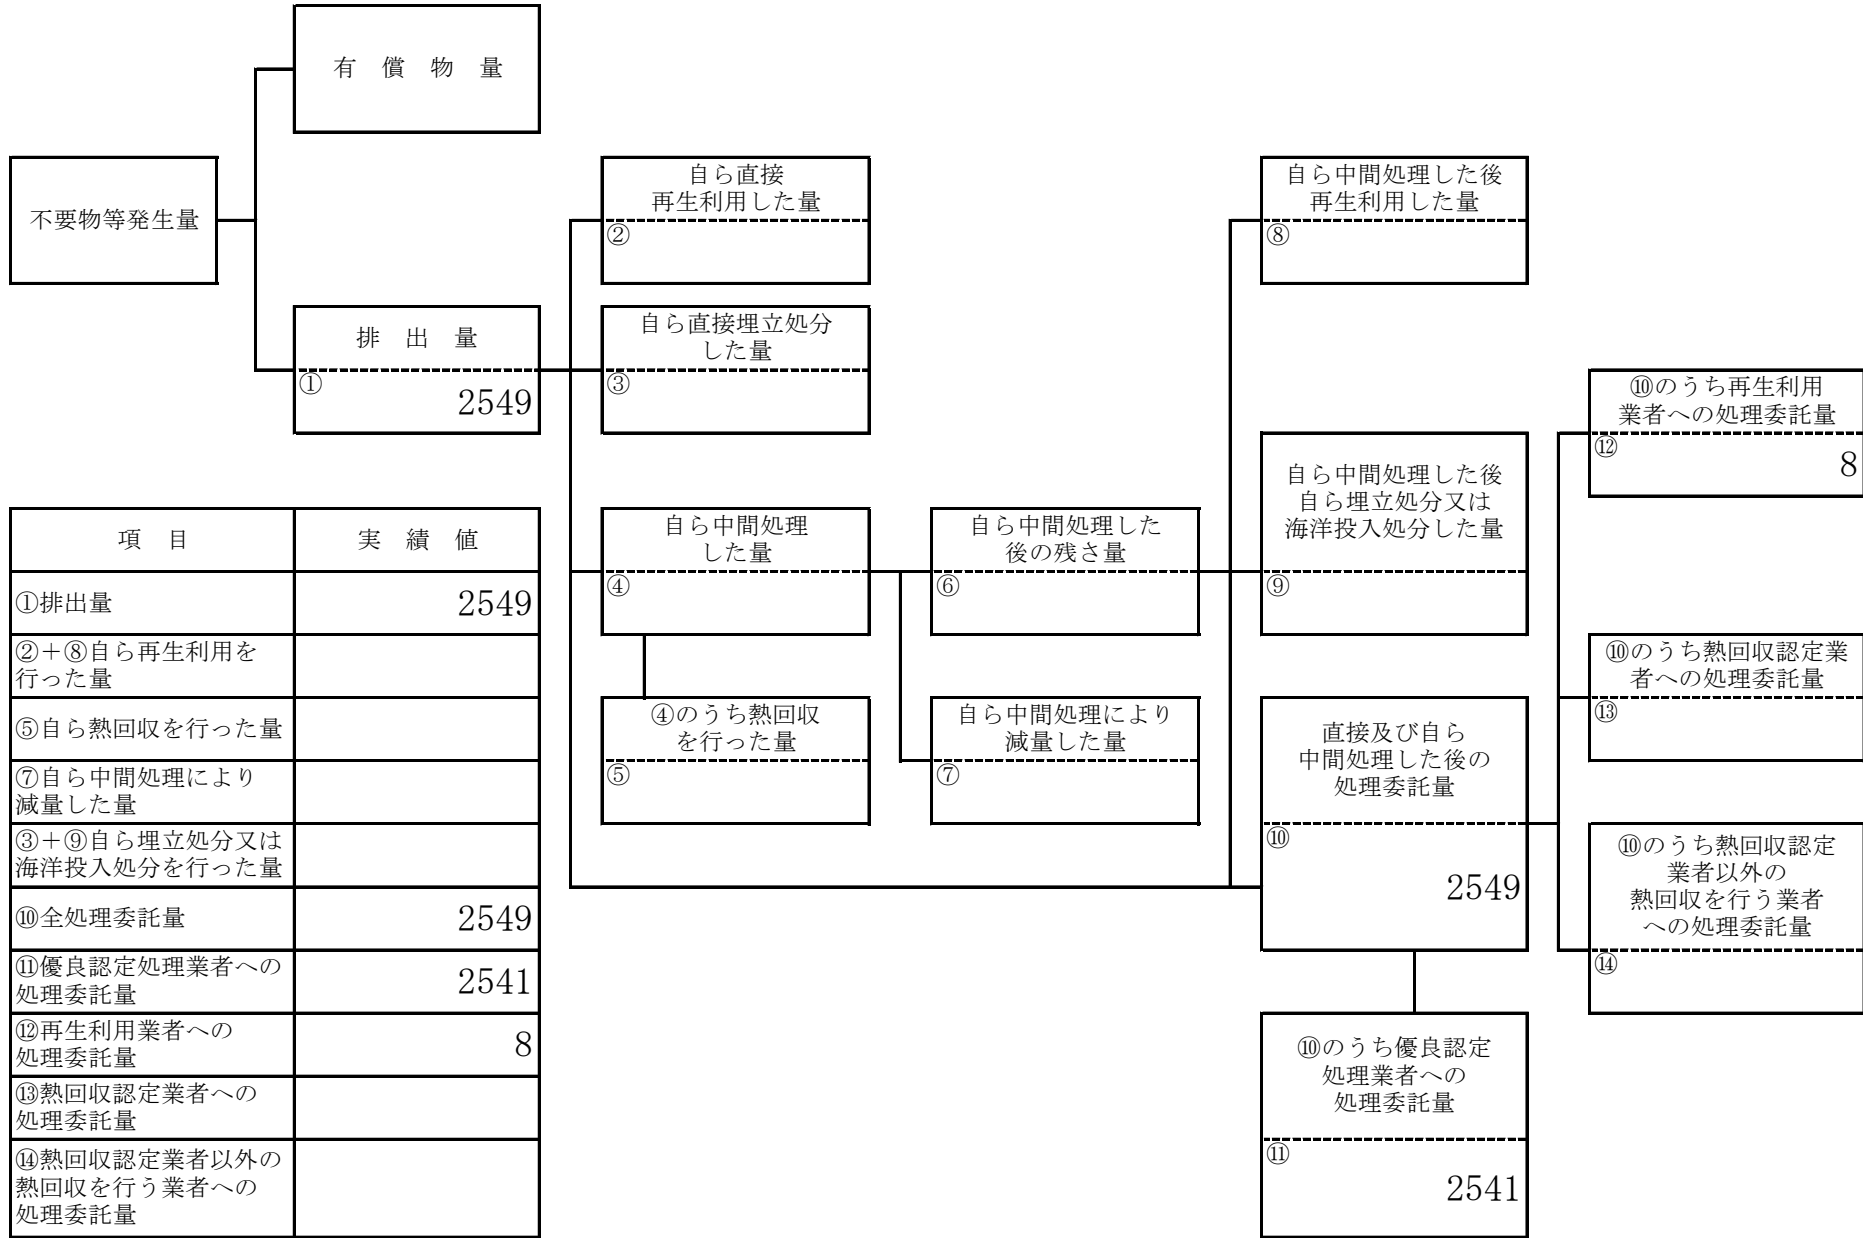 有　償　物　量
不要物等発生量
排　出　量
①
2549
自ら直接
再生利用した量
②
自ら直接埋立処分
した量
③
自ら中間処理
した量
④
④のうち熱回収
を行った量
⑤
自ら中間処理した
後の残さ量
⑥
自ら中間処理により
減量した量
⑦
自ら中間処理した後
再生利用した量
⑧
自ら中間処理した後
自ら埋立処分又は
海洋投入処分した量
⑨
直接及び自ら
中間処理した後の
処理委託量
⑩
2549
⑩のうち優良認定
処理業者への
処理委託量
⑪
2541
⑩のうち再生利用
業者への処理委託量
⑫
8
⑩のうち熱回収認定業
者への処理委託量
⑬
⑩のうち熱回収認定
業者以外の
熱回収を行う業者
への処理委託量
⑭
項　目　実　績　値
①排出量　2549
②＋⑧自ら再生利用を
行った量
⑤自ら熱回収を行った量
⑦自ら中間処理により
減量した量
③＋⑨自ら埋立処分又は
海洋投入処分を行った量
⑩全処理委託量　2549
⑪優良認定処理業者への
処理委託量　2541
⑫再生利用業者への
処理委託量　8
⑬熱回収認定業者への
処理委託量
⑭熱回収認定業者以外の
熱回収を行う業者への
処理委託量